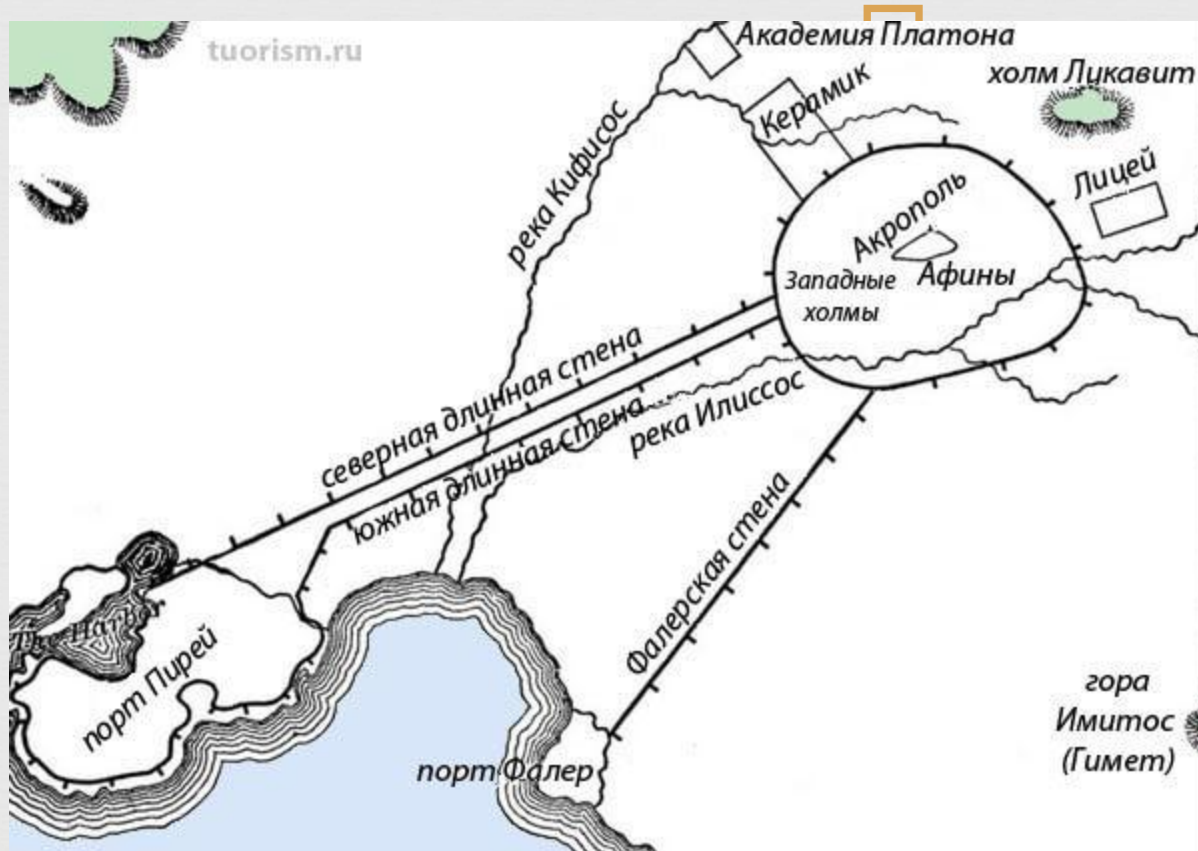 tuorism.ru
Академия Платона
холм Ликавит
Керамик
река Кифисос
Лицей
Акрополь
Западные
холмы
Афины
северная длинная стена
южная длинная стена
река Илиссос
Фалерская стена
The Harbor
порт Пирей
порт Фалер
гора
Имитос
(Гимет)